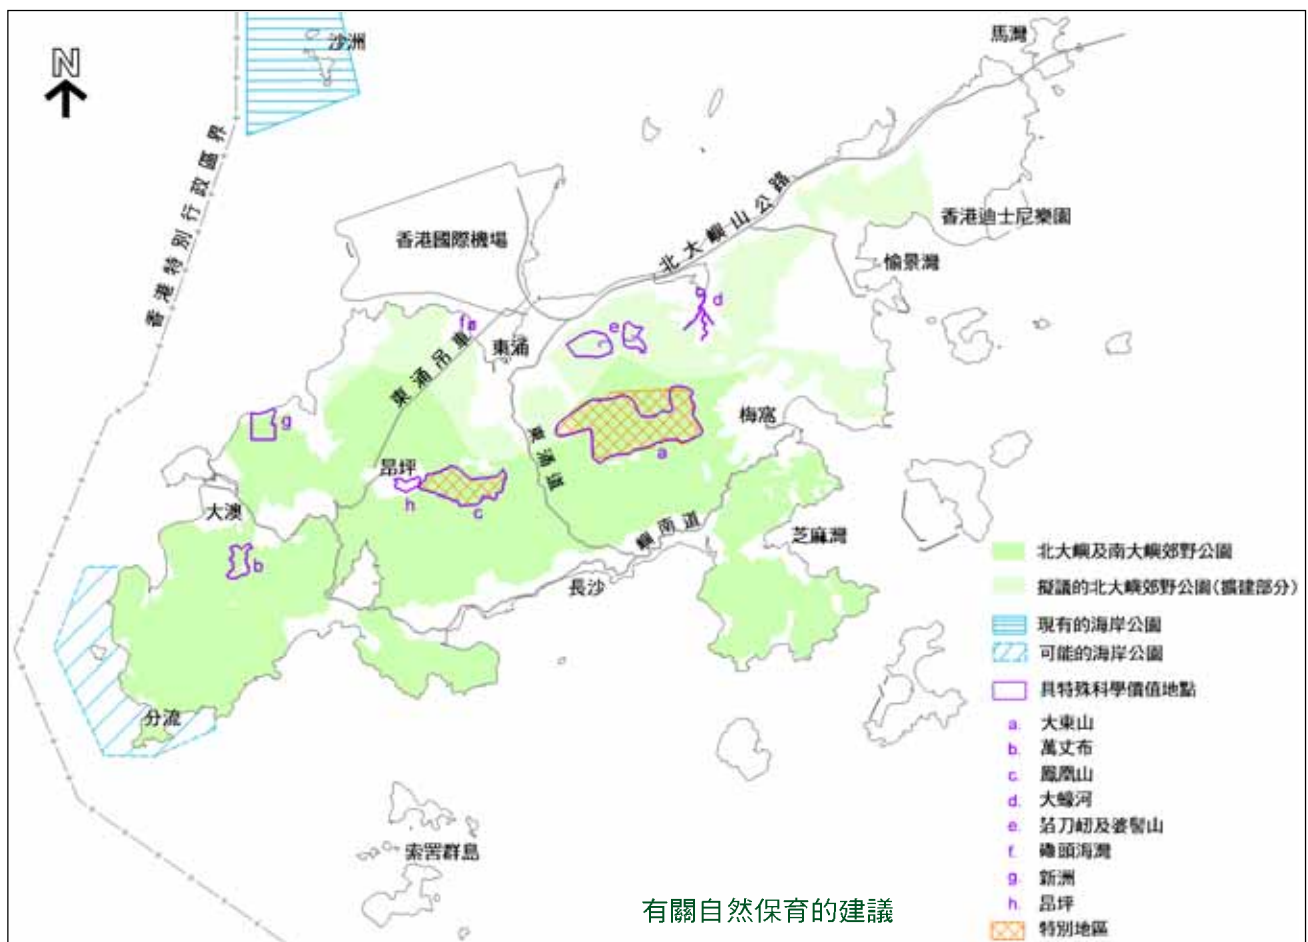 N
沙洲
馬灣
香港特別行政區界
香港國際機場
北大嶼山公路
香港迪士尼樂園
愉景灣
d
f
e
東涌
東涌吊車
g
梅窩
a
東涌道
昂坪
h
c
大澳
b
嶼南道
芝麻灣
長沙
分流
索罟群島
北大嶼及南大嶼郊野公園
擬議的北大嶼郊野公園(擴建部分)
現有的海岸公園
可能的海岸公園
具特殊科學價值地點
a. 大東山
b. 萬丈布
c. 鳳凰山
d. 大蠔河
e. 䃟刀屻及婆髻山
f. 䃟頭海灣
g. 新洲
h. 昂坪
特別地區
有關自然保育的建議